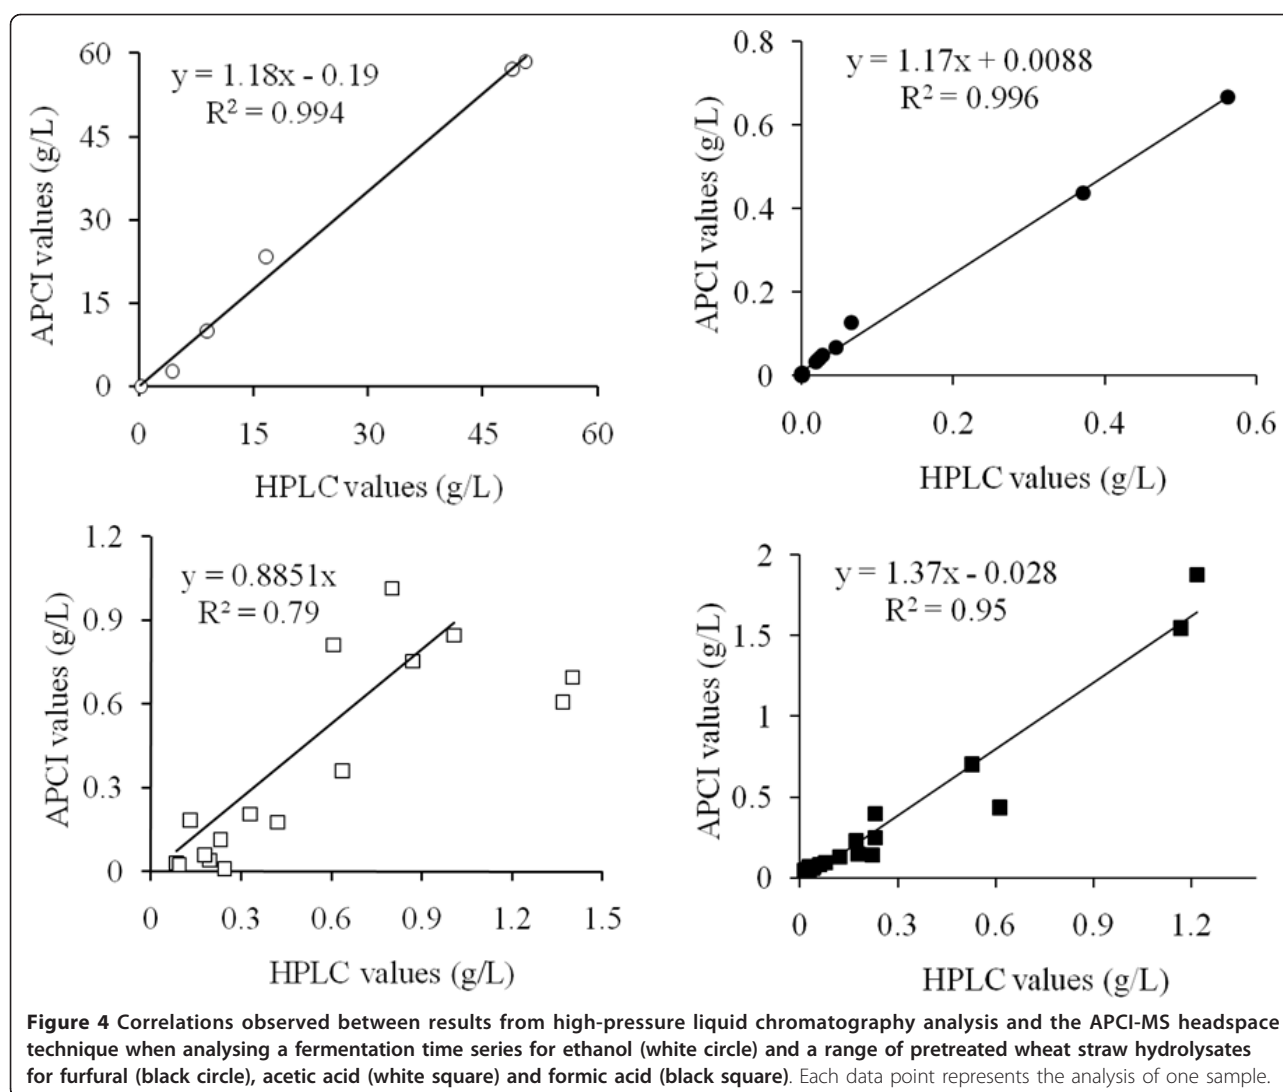 60
45
30
15
0
APCI values (g/L)
y = 1.18x - 0.19
R² = 0.994
0 15 30 45 60
HPLC values (g/L)
0.8
0.6
0.4
0.2
0
APCI values (g/L)
y = 1.17x + 0.0088
R² = 0.996
0.0 0.2 0.4 0.6
HPLC values (g/L)
1.2
0.9
0.6
0.3
0
APCI values (g/L)
y = 0.8851x
R² = 0.79
0 0.3 0.6 0.9 1.2 1.5
HPLC values (g/L)
2
1.5
1
0.5
0
APCI values (g/L)
y = 1.37x - 0.028
R² = 0.95
0 0.3 0.6 0.9 1.2
HPLC values (g/L)
Figure 4 Correlations observed between results from high-pressure liquid chromatography analysis and the APCI-MS headspace
technique when analysing a fermentation time series for ethanol (white circle) and a range of pretreated wheat straw hydrolysates
for furfural (black circle), acetic acid (white square) and formic acid (black square). Each data point represents the analysis of one sample.